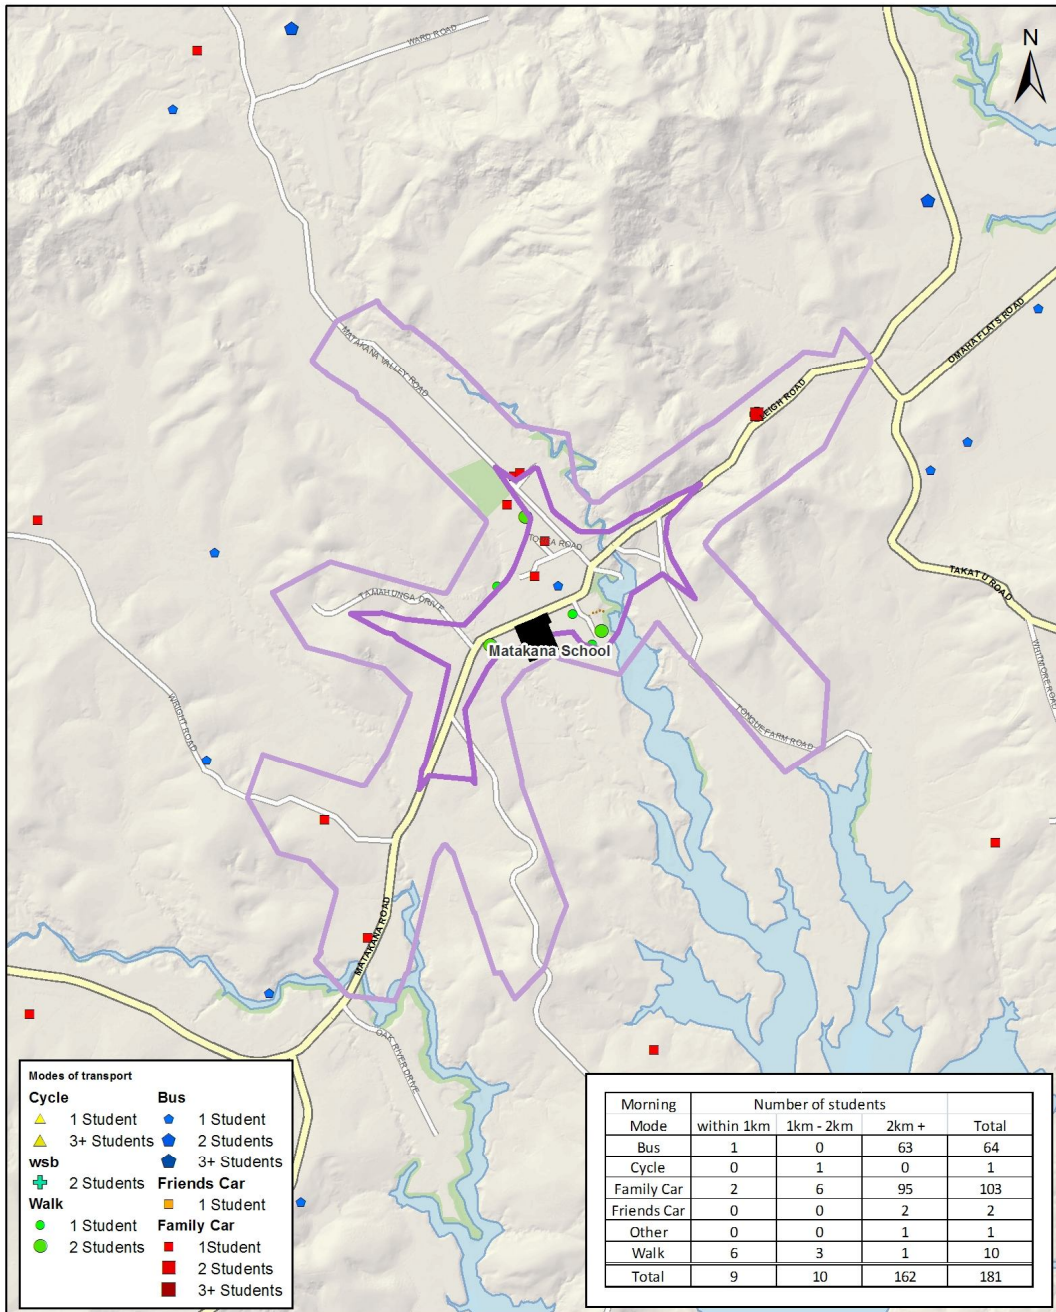 WARD ROAD
N
OMAHA FLATS ROAD
MATAKANA VALLEY ROAD
LEIGH ROAD
TAMAHUNGA DRIVE
TAKATU ROAD
Matakana School
WHITMORE ROAD
WRIGHT ROAD
TONGUE FARM ROAD
MATAKANA ROAD
OAK RIVER DRIVE
Modes of transport
Cycle
1 Student
3+ Students
wsb
2 Students
Walk
1 Student
2 Students
Bus
1 Student
2 Students
3+ Students
Friends Car
1 Student
Family Car
1Student
2 Students
3+ Students
Morning Number of students
Mode within 1km 1km - 2km 2km + Total
Bus 1 0 63 64
Cycle 0 1 0 1
Family Car 2 6 95 103
Friends Car 0 0 2 2
Other 0 0 1 1
Walk 6 3 1 10
Total 9 10 162 181